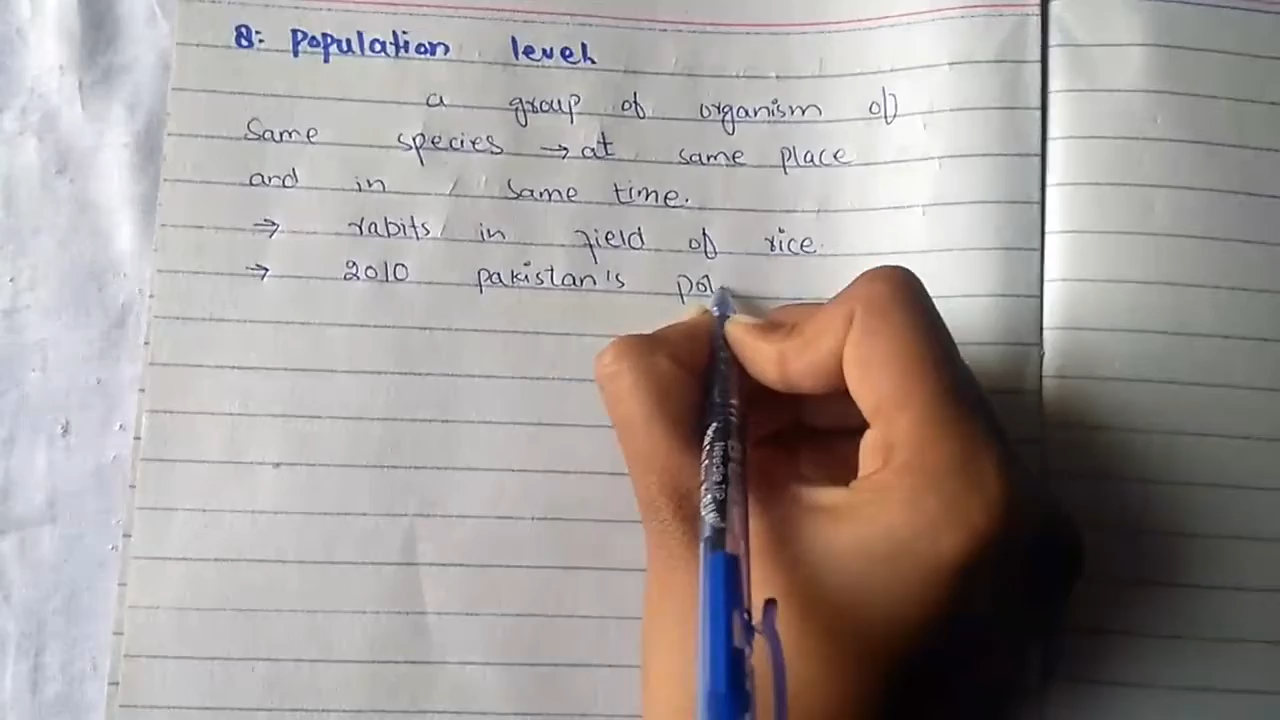 8: Population level
a group of organism of
Same species → at same place
and in same time.
⇒ rabits in field of rice.
⇒ 2010 pakistan's po